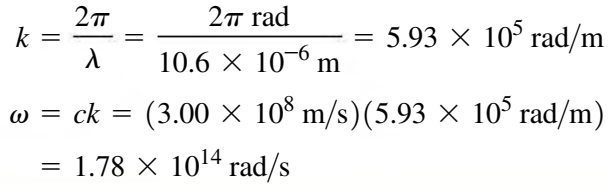 k = 2π/λ = 2π rad/10.6 × 10⁻⁶ m = 5.93 × 10⁵ rad/m
ω = ck = (3.00 × 10⁸ m/s)(5.93 × 10⁵ rad/m)
= 1.78 × 10¹⁴ rad/s